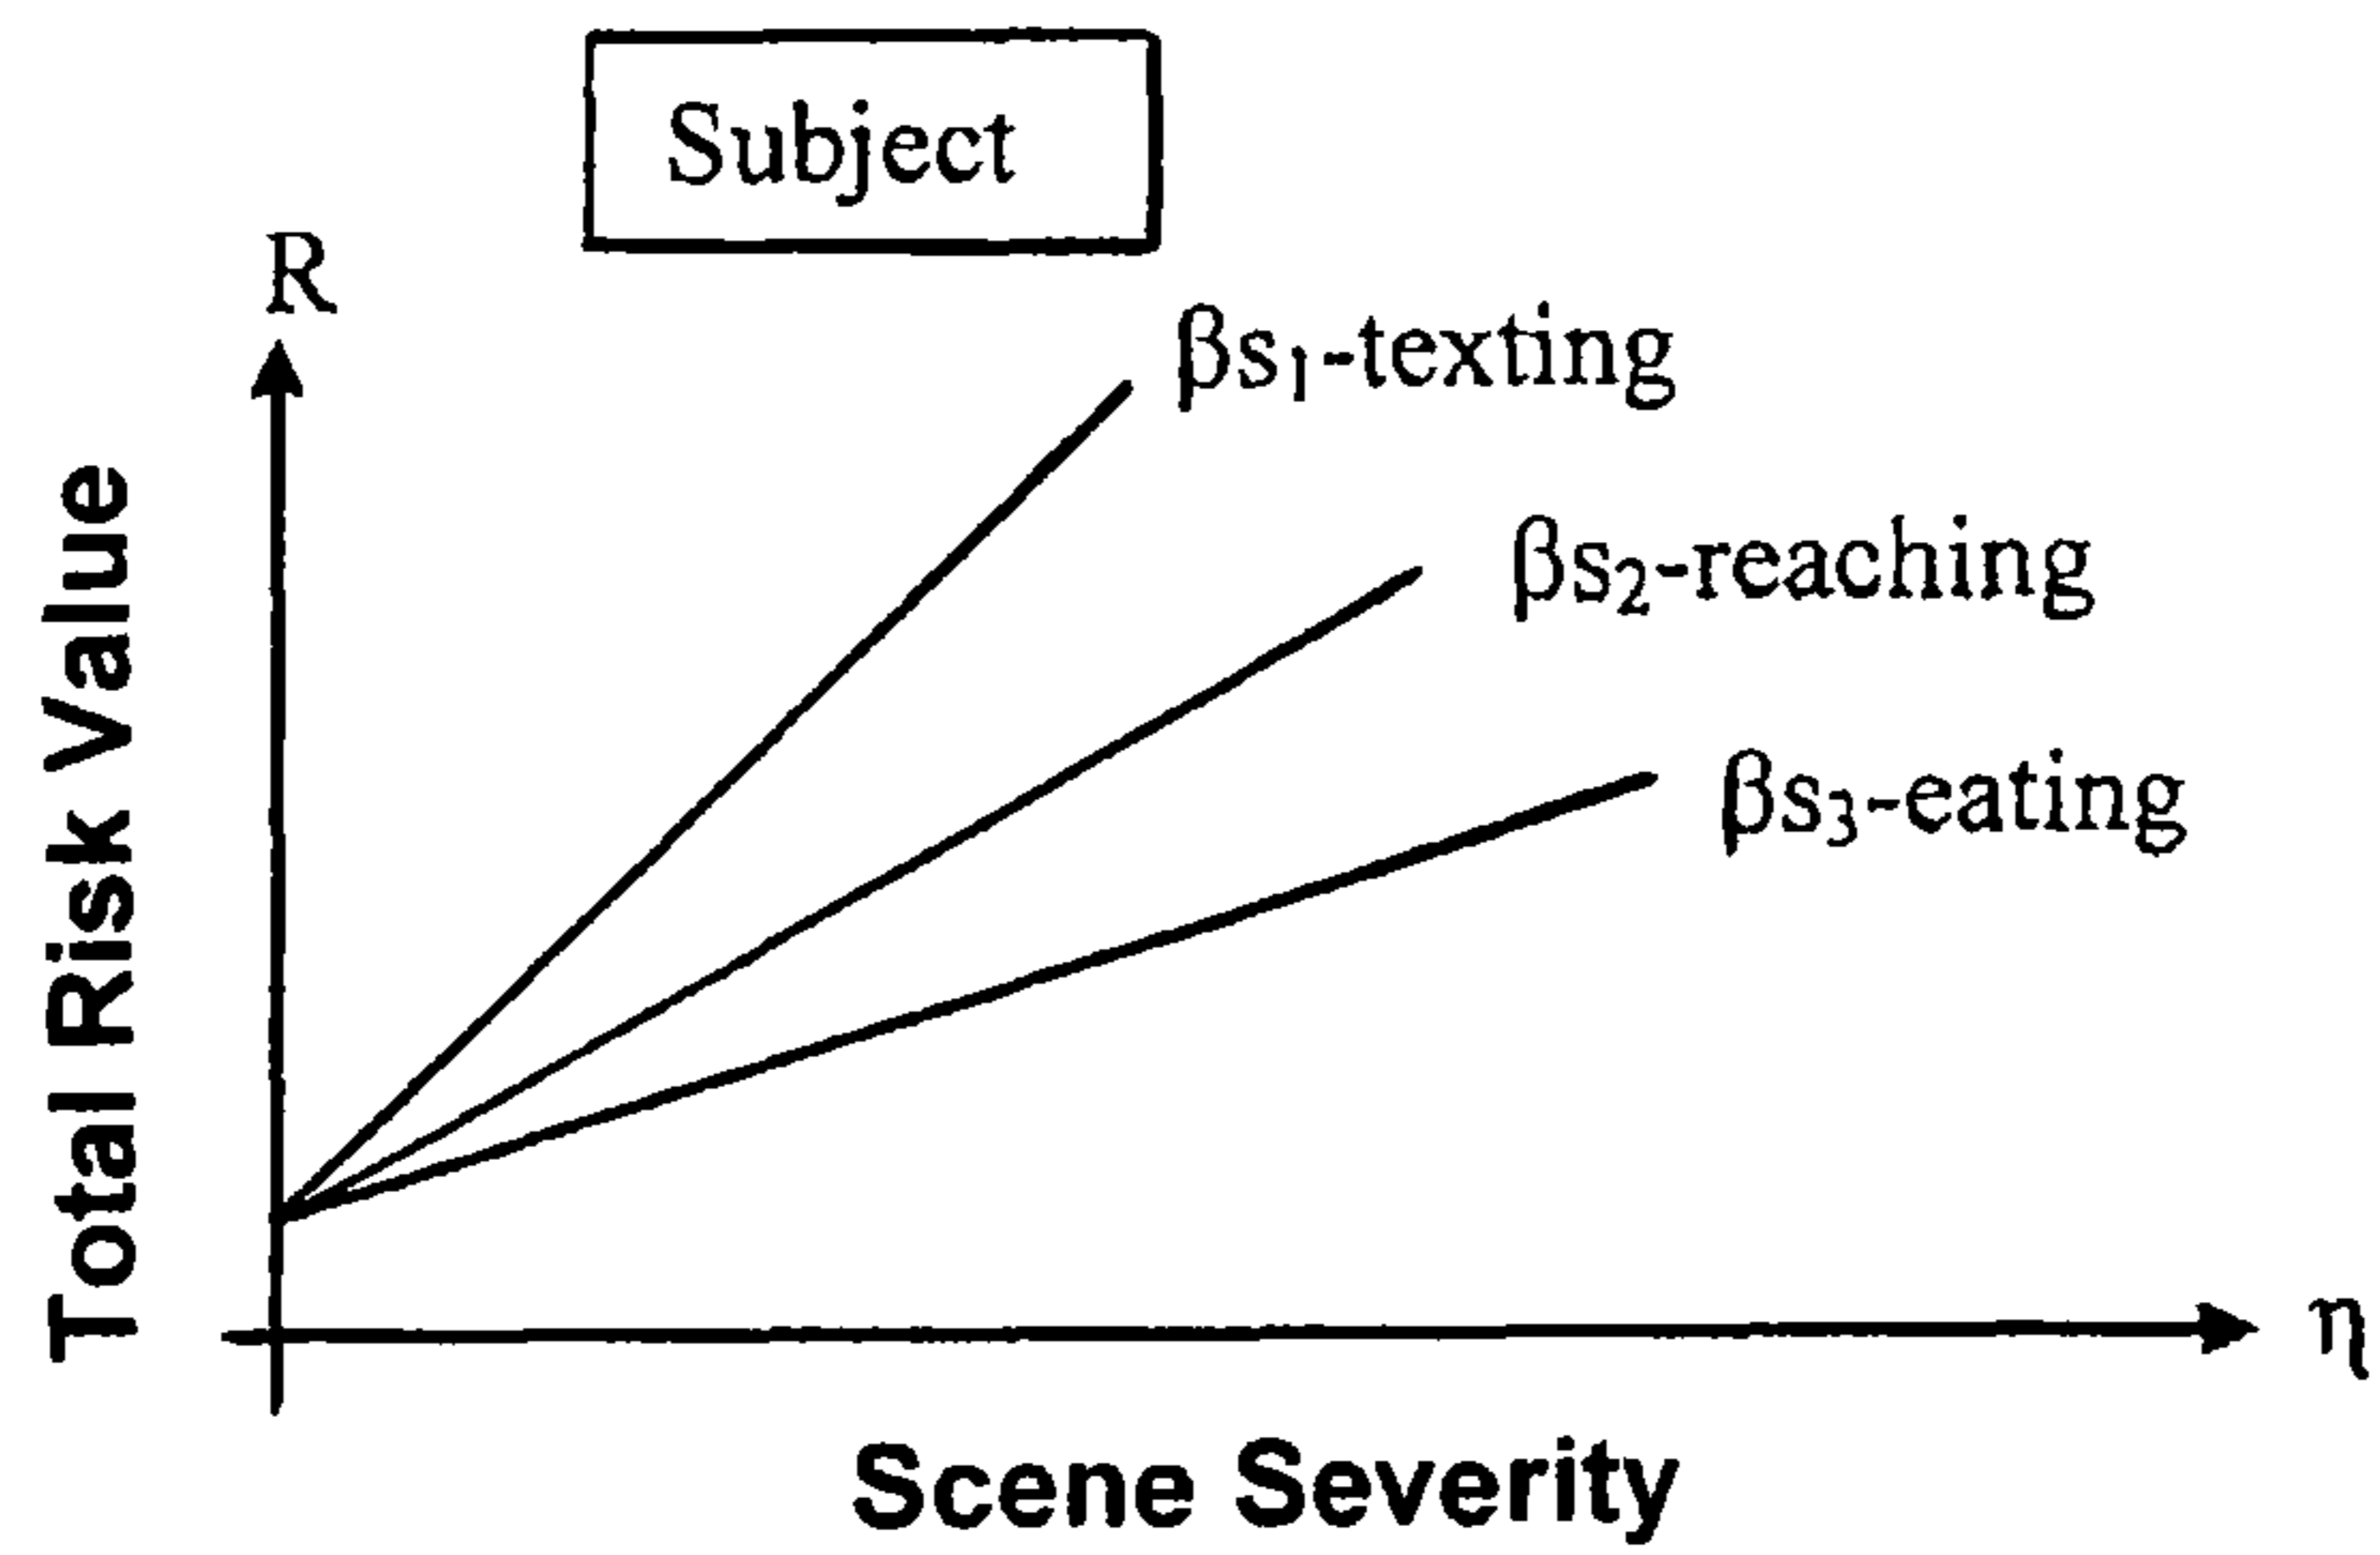 Subject
R
βs₁-texting
βs₂-reaching
βs₃-eating
Total Risk Value
η
Scene Severity